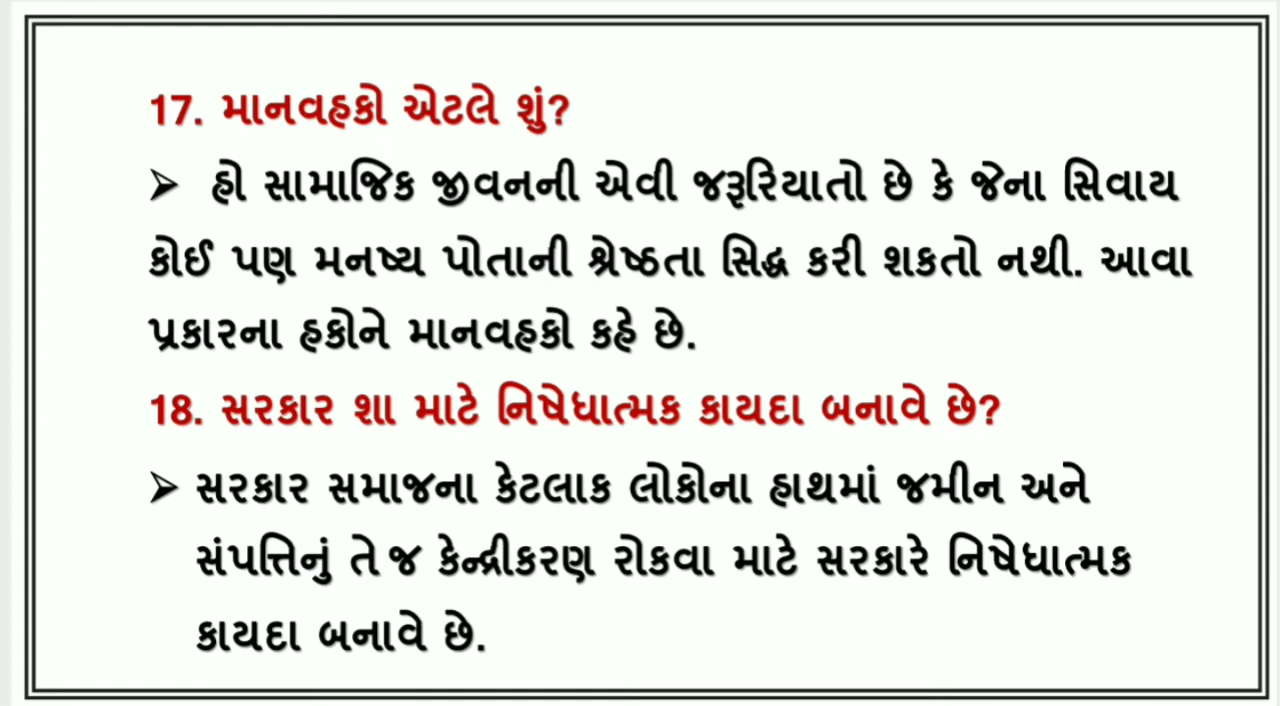 17. માનવહકો એટલે શું?
➢ હો સામાજિક જીવનની એવી જરૂરિયાતો છે કે જેના સિવાય
કોઈ પણ મનષ્ય પોતાની શ્રેષ્ઠતા સિદ્ધ કરી શકતો નથી. આવા
પ્રકારના હકોને માનવહકો કહે છે.
18. સરકાર શા માટે નિષેધાત્મક કાયદા બનાવે છે?
➢ સરકાર સમાજના કેટલાક લોકોના હાથમાં જમીન અને
સંપત્તિનું તે જ કેન્દ્રીકરણ રોકવા માટે સરકારે નિષેધાત્મક
કાયદા બનાવે છે.